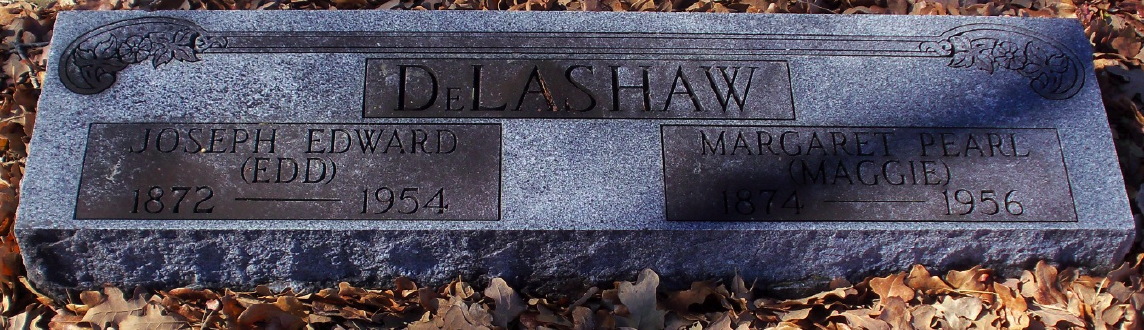 DeLASHAW
JOSEPH EDWARD
(EDD)
1872 — 1954
MARGARET PEARL
(MAGGIE)
1874 — 1956